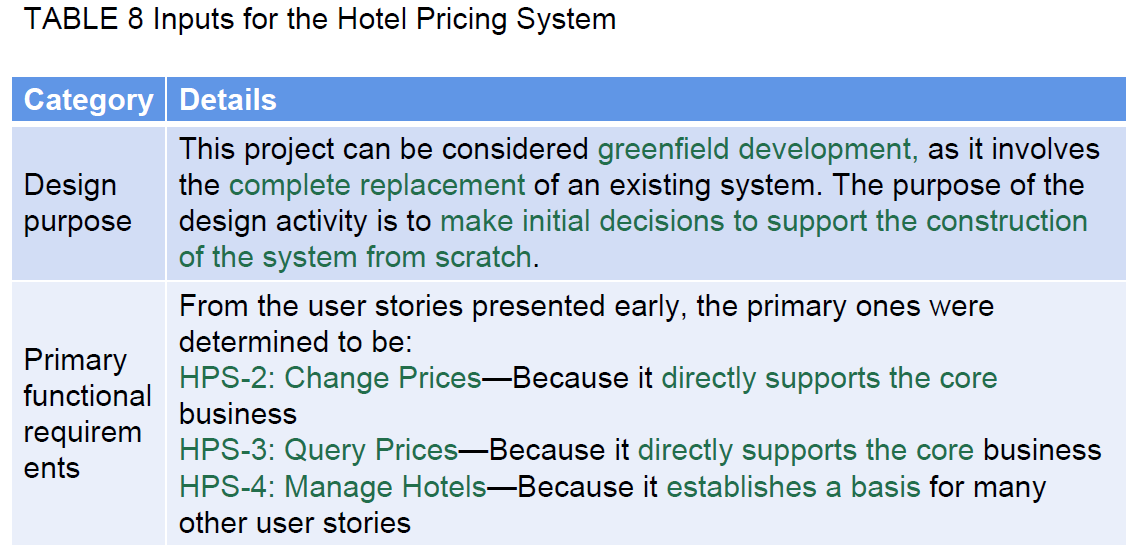 TABLE 8 Inputs for the Hotel Pricing System
Category
Details
Design
purpose
This project can be considered greenfield development, as it involves
the complete replacement of an existing system. The purpose of the
design activity is to make initial decisions to support the construction
of the system from scratch.
Primary
functional
requirem
ents
From the user stories presented early, the primary ones were
determined to be:
HPS-2: Change Prices—Because it directly supports the core
business
HPS-3: Query Prices—Because it directly supports the core business
HPS-4: Manage Hotels—Because it establishes a basis for many
other user stories